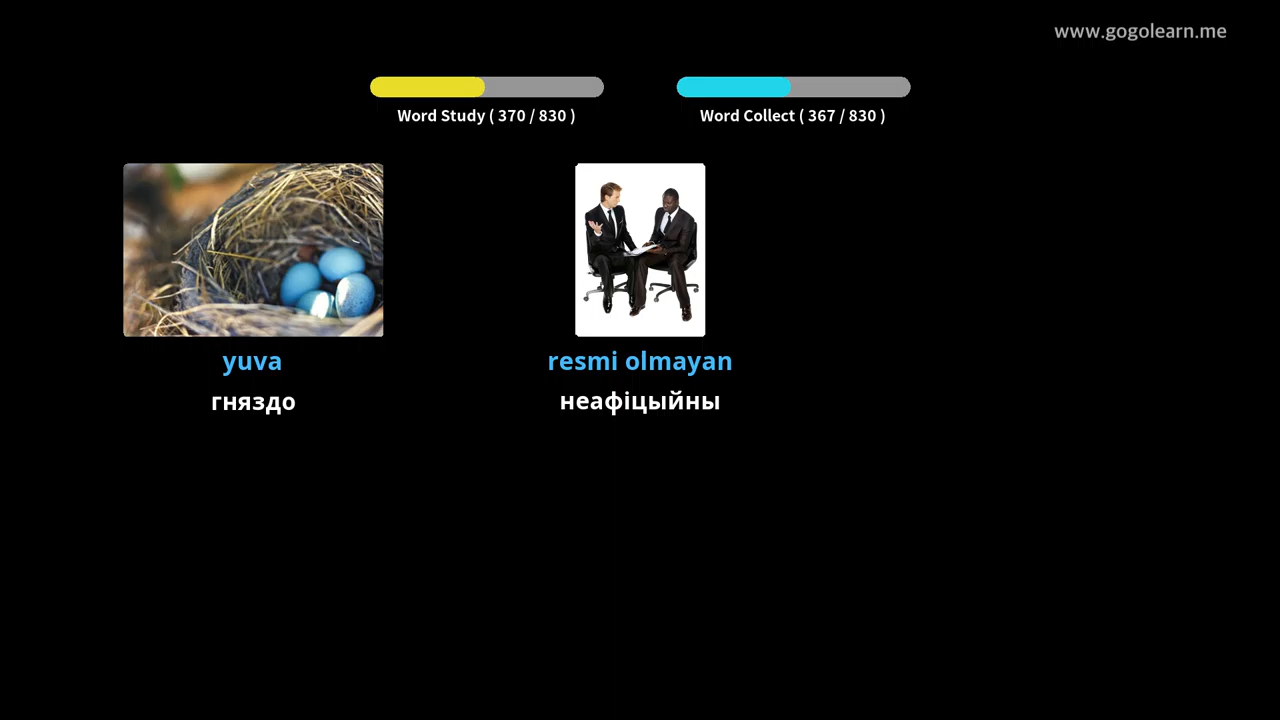 www.gogolearn.me
Word Study ( 370 / 830 )
Word Collect ( 367 / 830 )
yuva
гняздо
resmi olmayan
неафіцыйны